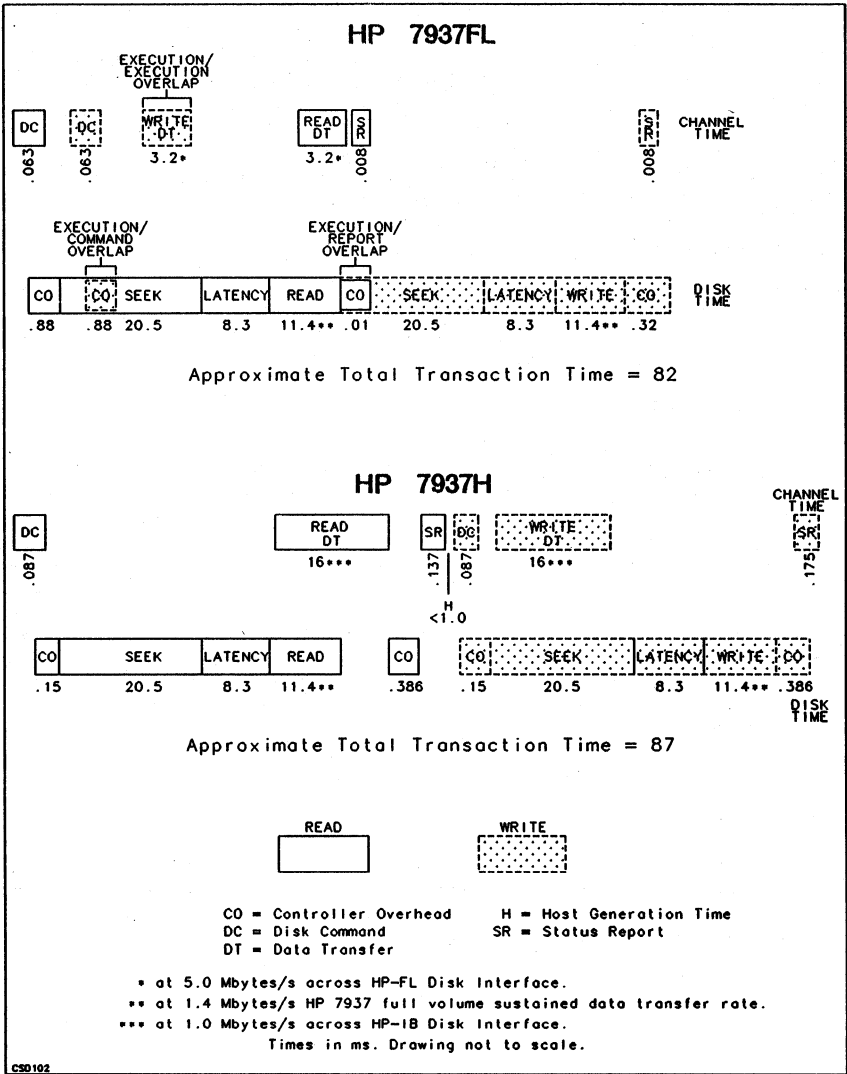 HP 7937FL
EXECUTION/
EXECUTION
OVERLAP
DC DC WRITE READ S CHANNEL
DT DT R S R TIME
.063 .063 3.2* 3.2* .008 .008
EXECUTION/ EXECUTION/
COMMAND REPORT
OVERLAP OVERLAP
CO CO SEEK LATENCY READ CO SEEK LATENCY WRITE CO DISK
TIME
.88 .88 20.5 8.3 11.4** .01 20.5 8.3 11.4** .32
Approximate Total Transaction Time = 82
HP 7937H
CHANNEL
TIME
DC READ SR DC WRITE SR
DT DT
.087 16*** .137 .087 16*** .175
H
<1.0
CO SEEK LATENCY READ CO CO SEEK LATENCY WRITE CO
.15 20.5 8.3 11.4** .386 .15 20.5 8.3 11.4** .386
DISK
TIME
Approximate Total Transaction Time = 87
READ WRITE
CO = Controller Overhead H = Host Generation Time
DC = Disk Command SR = Status Report
DT = Data Transfer
* at 5.0 Mbytes/s across HP-FL Disk Interface.
** at 1.4 Mbytes/s HP 7937 full volume sustained data transfer rate.
*** at 1.0 Mbytes/s across HP-IB Disk Interface.
Times in ms. Drawing not to scale.
CSD102